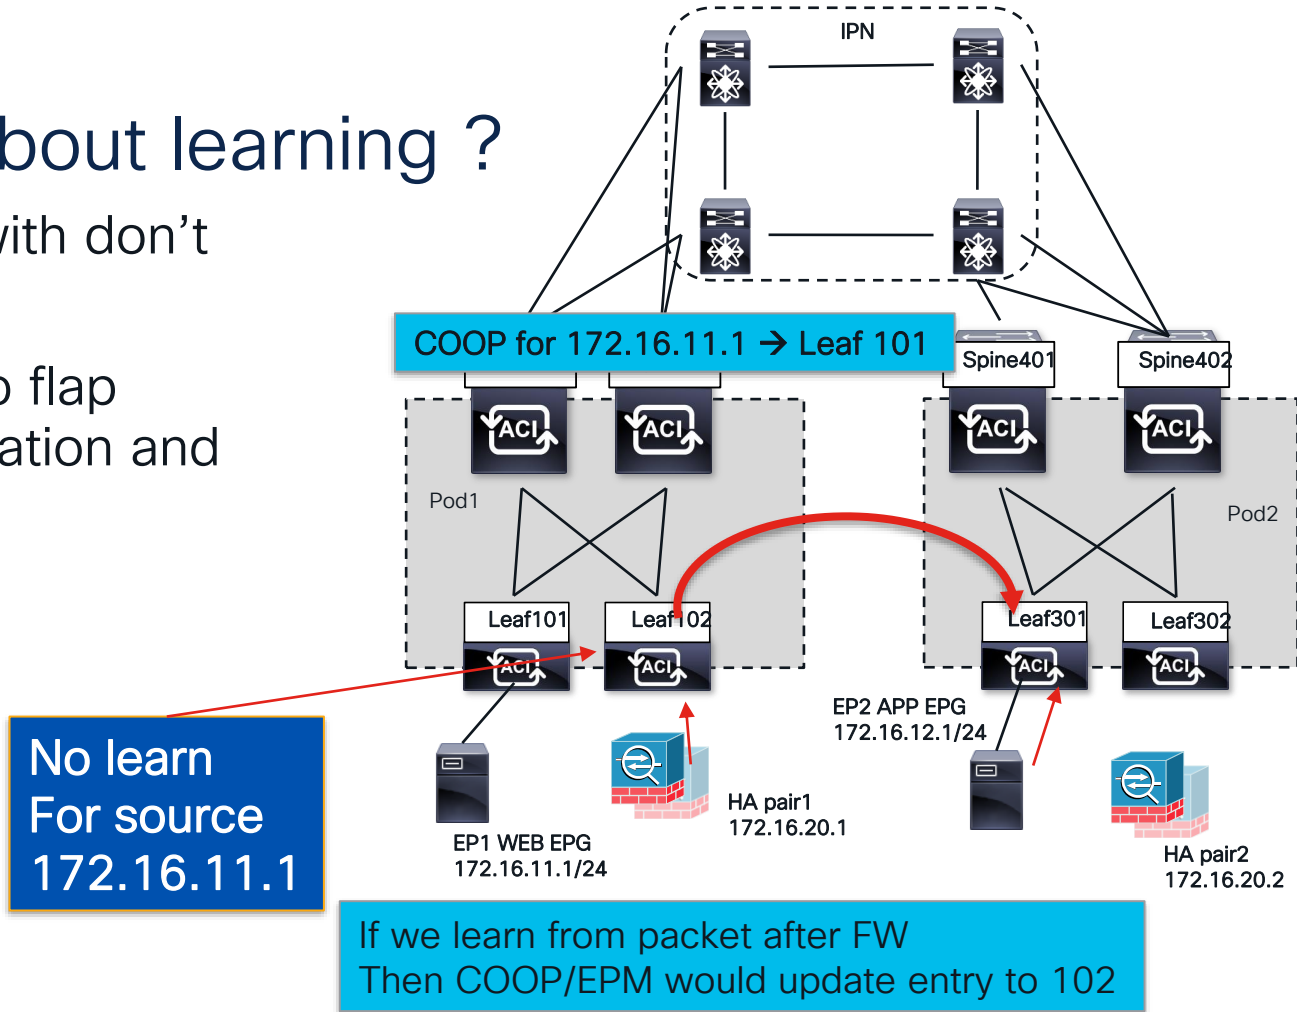 IPN
bout learning ?
with don't
o flap
ation and
COOP for 172.16.11.1 → Leaf 101
Spine401
Spine402
ACI
ACI
ACI
ACI
Pod1
Pod2
Leaf101
Leaf102
Leaf301
Leaf302
ACI
ACI
ACI
ACI
EP2 APP EPG
172.16.12.1/24
No learn
For source
172.16.11.1
HA pair1
172.16.20.1
EP1 WEB EPG
172.16.11.1/24
HA pair2
172.16.20.2
If we learn from packet after FW
Then COOP/EPM would update entry to 102